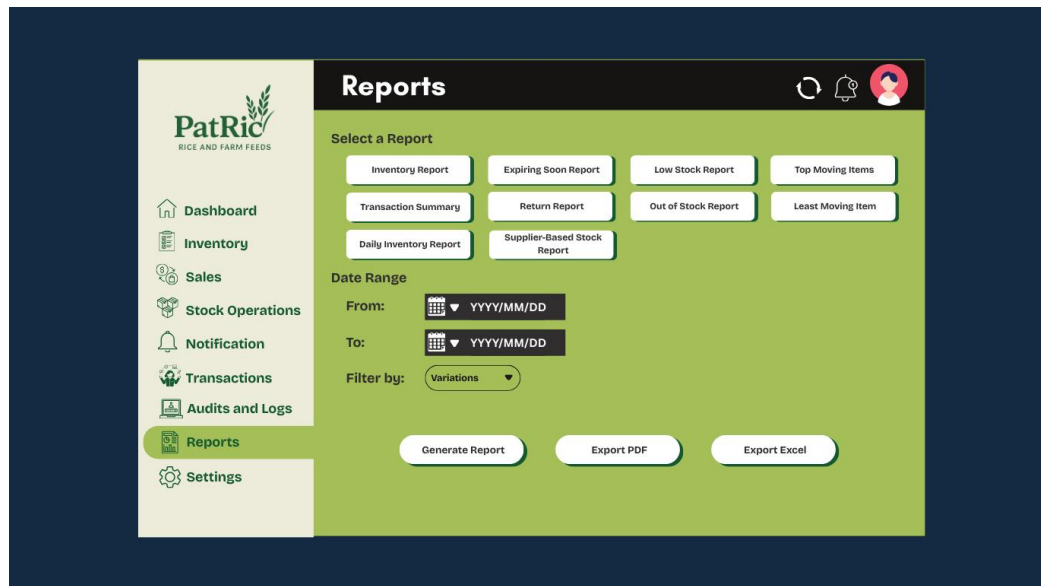 PatRic
RICE AND FARM FEEDS
Dashboard
Inventory
Sales
Stock Operations
Notification
Transactions
Audits and Logs
Reports
Settings
Reports
Select a Report
Inventory Report
Expiring Soon Report
Low Stock Report
Top Moving Items
Transaction Summary
Return Report
Out of Stock Report
Least Moving Item
Daily Inventory Report
Supplier-Based Stock
Report
Date Range
From:
YYYY/MM/DD
To:
YYYY/MM/DD
Filter by:
Variations
Generate Report
Export PDF
Export Excel